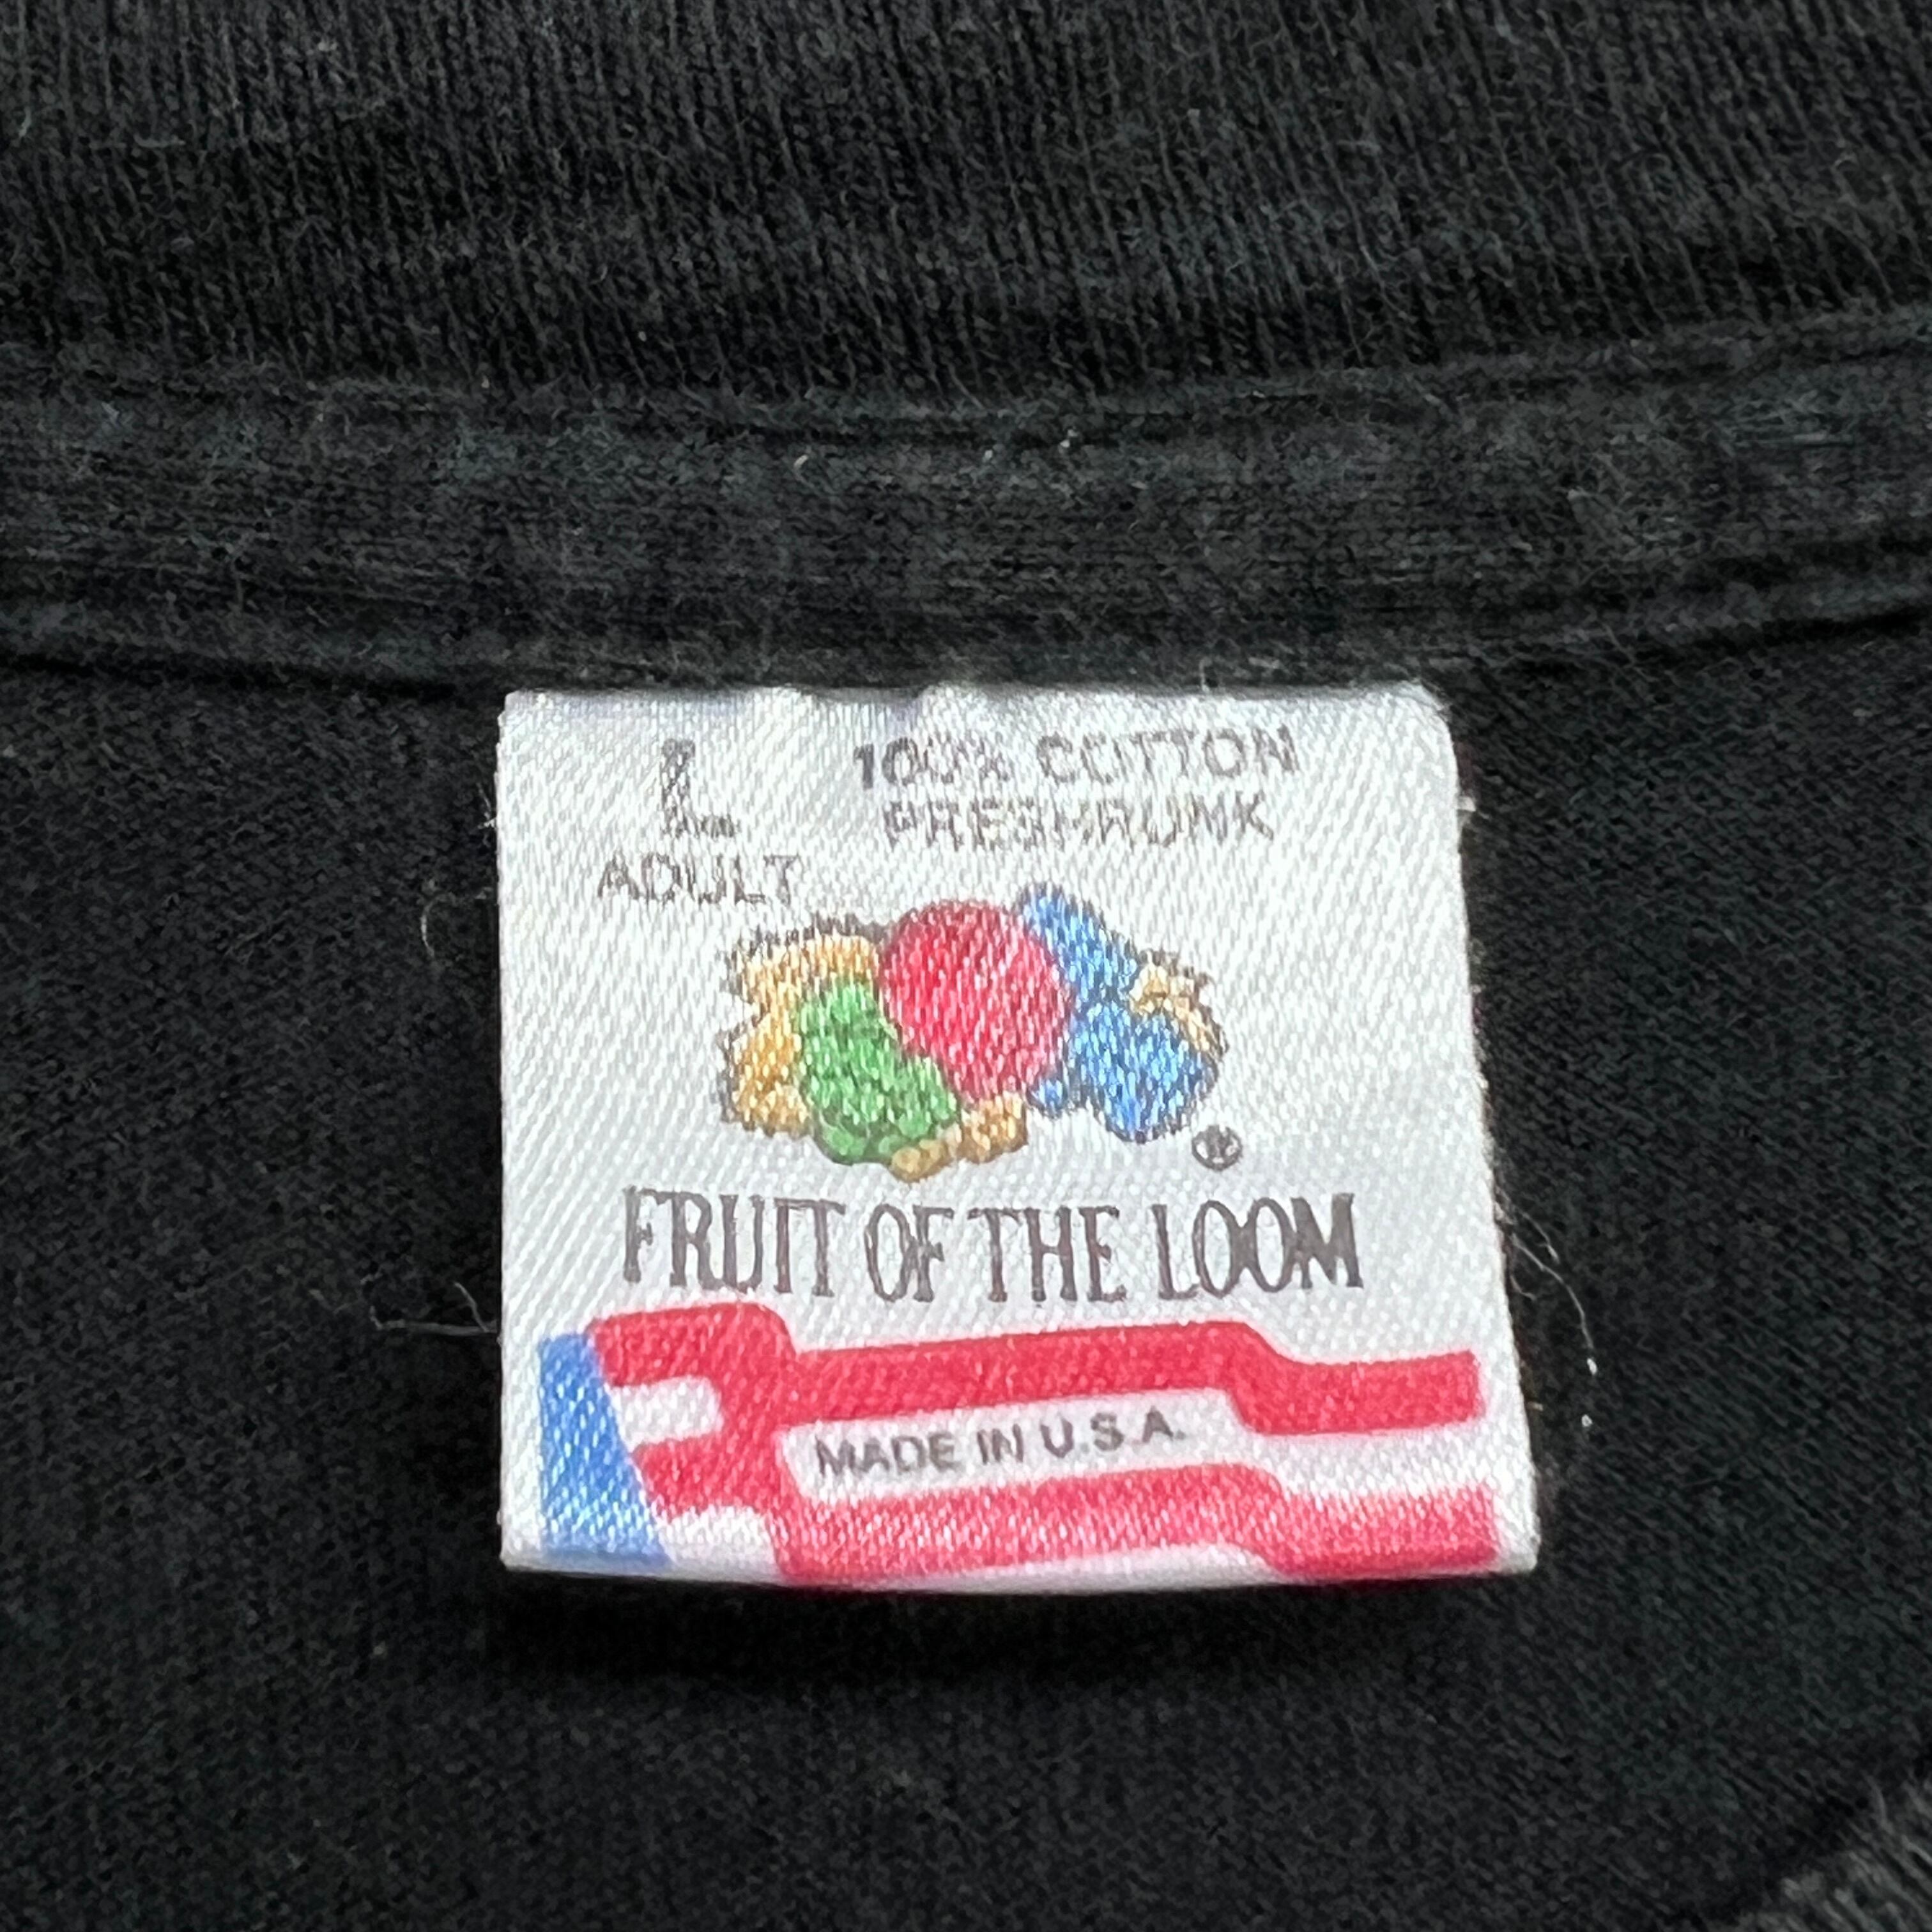 L
ADULT
100% COTTON
PRESHRUNK
®
FRUIT OF THE LOOM
MADE IN U.S.A.